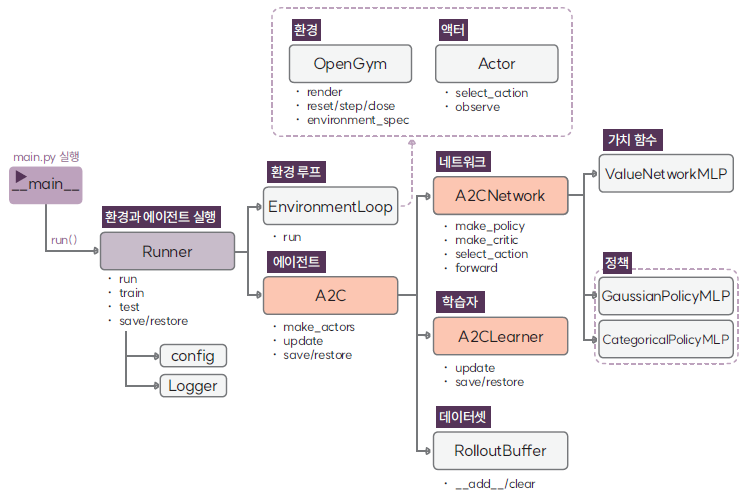 환경
OpenGym
· render
· reset/step/close
· environment_spec
액터
Actor
· select_action
· observe
main.py 실행
__main__
run()
환경과 에이전트 실행
Runner
· run
· train
· test
· save/restore
config
Logger
환경 루프
EnvironmentLoop
· run
에이전트
A2C
· make_actors
· update
· save/restore
네트워크
A2CNetwork
· make_policy
· make_critic
· select_action
· forward
학습자
A2CLearner
· update
· save/restore
데이터셋
RolloutBuffer
· __add__/clear
가치 함수
ValueNetworkMLP
정책
GaussianPolicyMLP
CategoricalPolicyMLP